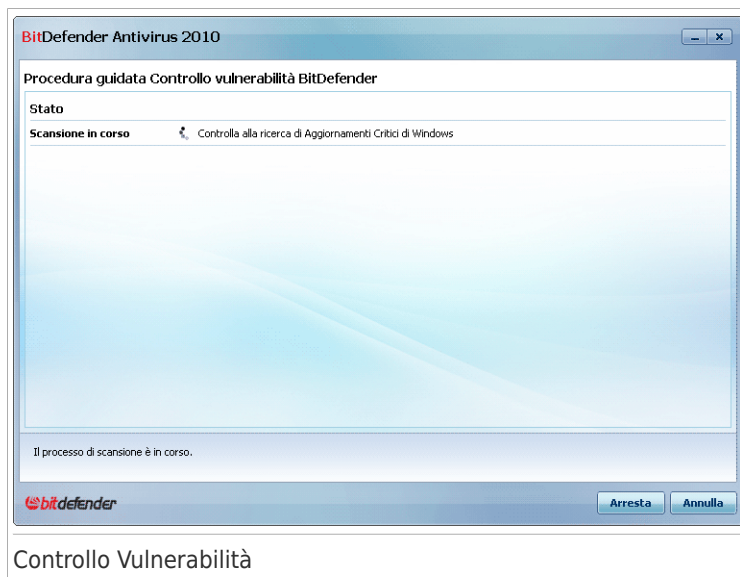 BitDefender Antivirus 2010
Procedura guidata Controllo vulnerabilità BitDefender
Stato
Scansione in corso Controlla alla ricerca di Aggiornamenti Critici di Windows
Il processo di scansione è in corso.
bitdefender
Arresta Annulla
Controllo Vulnerabilità